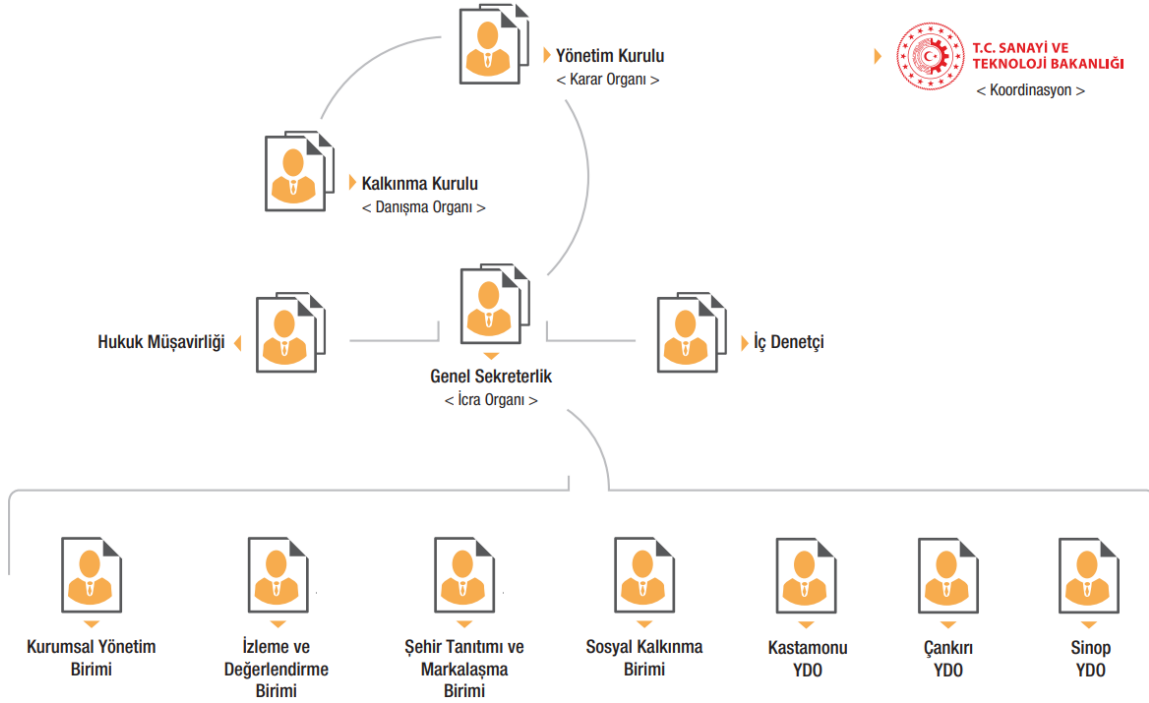 Yönetim Kurulu
< Karar Organı >
T.C. SANAYİ VE
TEKNOLOJİ BAKANLIĞI
< Koordinasyon >
Kalkınma Kurulu
< Danışma Organı >
Hukuk Müşavirliği
Genel Sekreterlik
< İcra Organı >
İç Denetçi
Kurumsal Yönetim
Birimi
İzleme ve
Değerlendirme
Birimi
Şehir Tanıtımı ve
Markalaşma
Birimi
Sosyal Kalkınma
Birimi
Kastamonu
YDO
Çankırı
YDO
Sinop
YDO